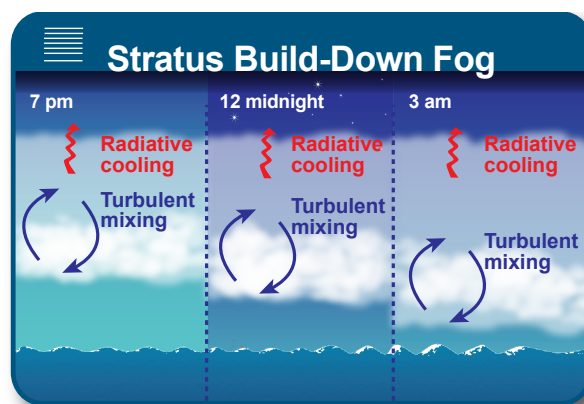 Stratus Build-Down Fog
7 pm
Radiative
cooling
Turbulent
mixing
12 midnight
Radiative
cooling
Turbulent
mixing
3 am
Radiative
cooling
Turbulent
mixing